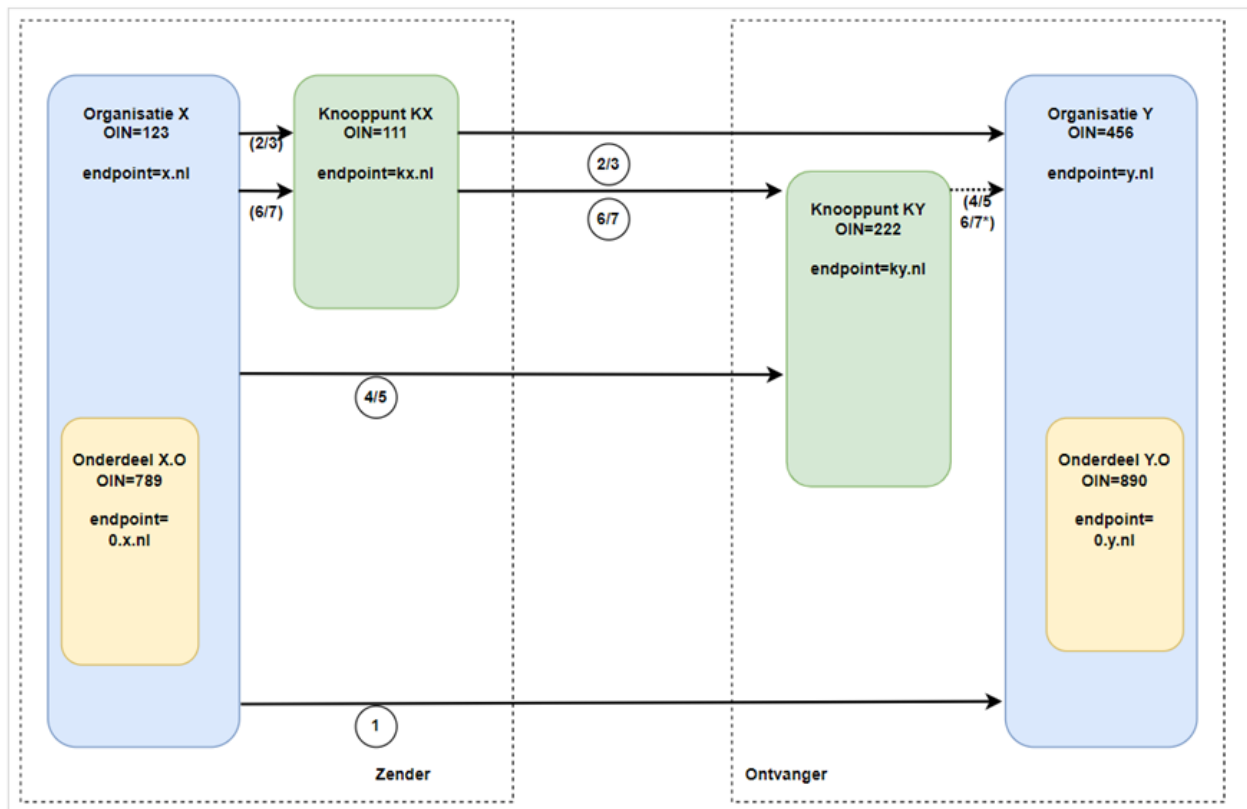 Organisatie X
OIN=123
endpoint=x.nl
(2/3)
(6/7)
Knooppunt KX
OIN=111
endpoint=kx.nl
2/3
6/7
Knooppunt KY
OIN=222
endpoint=ky.nl
(4/5
6/7*)
Organisatie Y
OIN=456
endpoint=y.nl
4/5
Onderdeel X.O
OIN=789
endpoint=
0.x.nl
Onderdeel Y.O
OIN=890
endpoint=
0.y.nl
1
Zender
Ontvanger